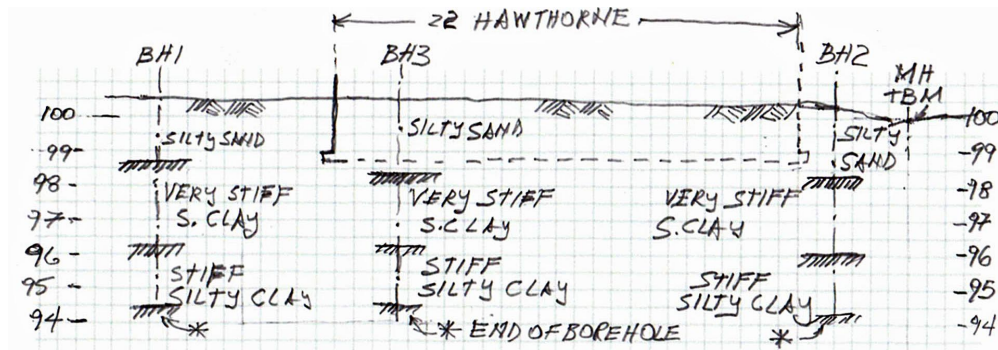 22 HAWTHORNE
BH1
BH3
BH2
MH
TBM
100
100
SILTY SAND
SILTY SAND
SILTY
SAND
99
99
98
98
VERY STIFF
S. CLAY
VERY STIFF
S.CLAY
VERY STIFF
S.CLAY
97
97
96
96
STIFF
SILTY CLAY
STIFF
SILTY CLAY
STIFF
SILTY CLAY
95
95
94
94
*
* END OF BOREHOLE
*